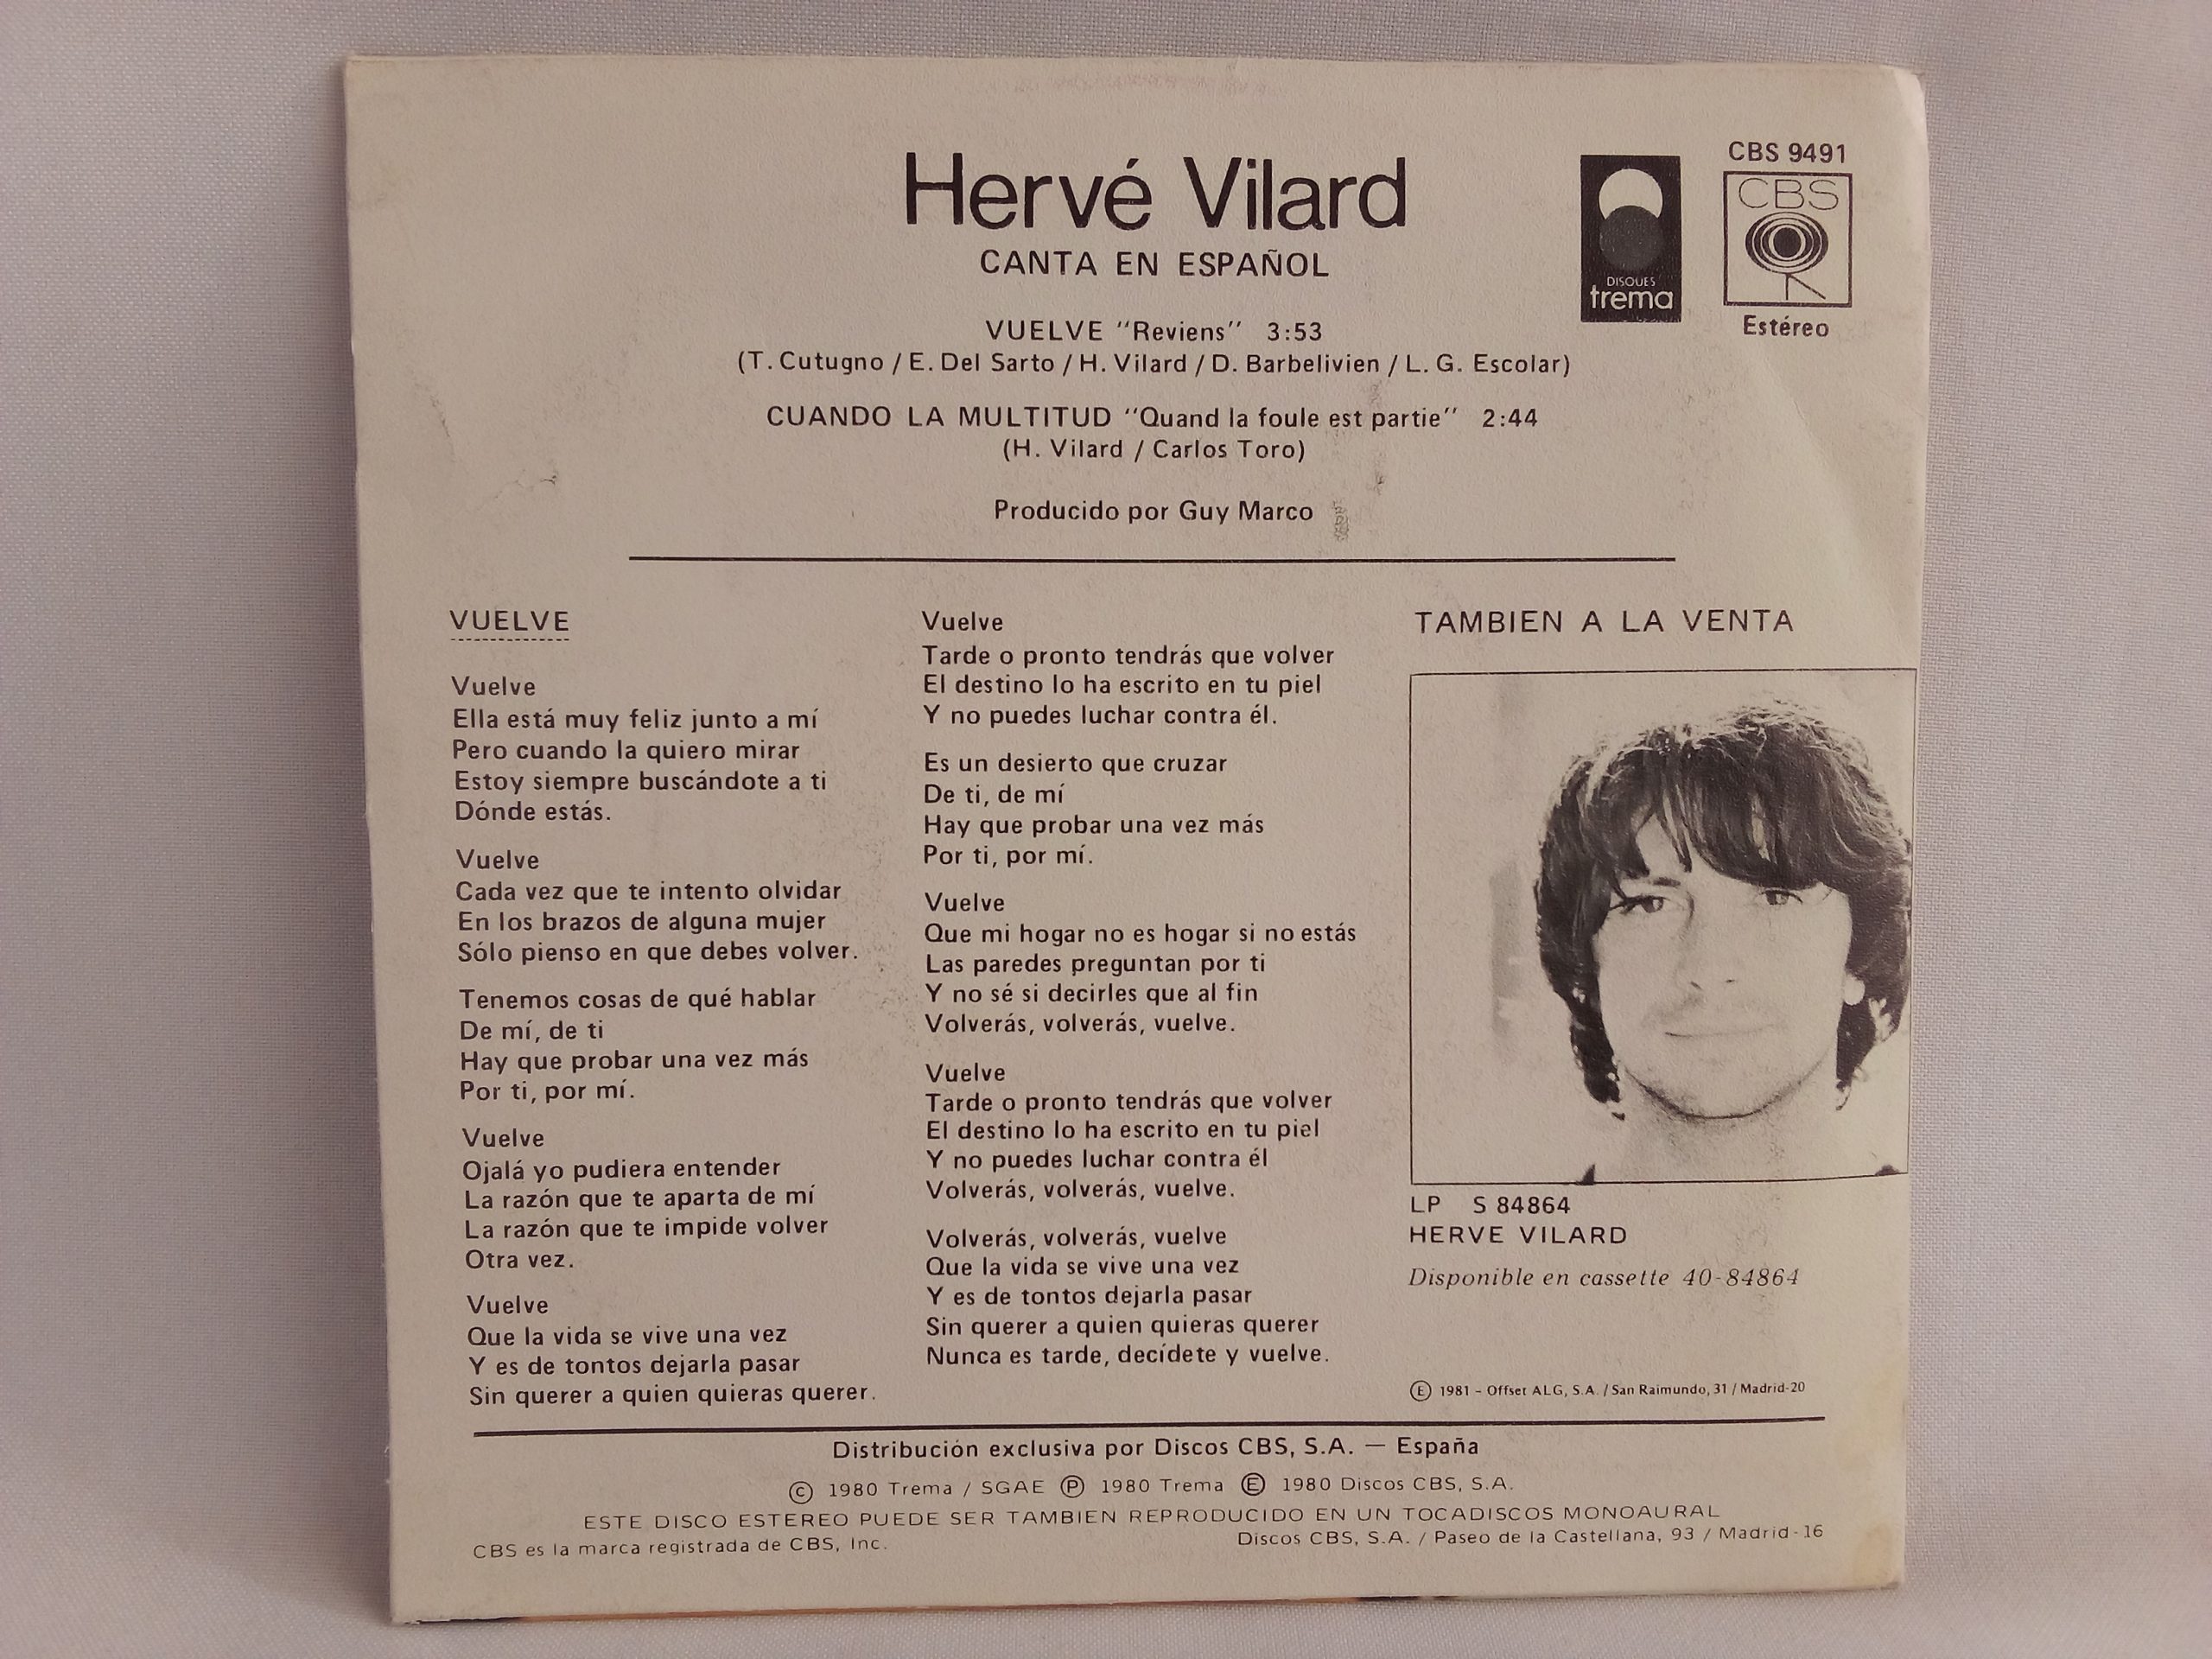 Hervé Vilard
CANTA EN ESPAÑOL
DISQUES
trema
CBS 9491
CBS
Estéreo
VUELVE "Reviens" 3:53
(T. Cutugno / E. Del Sarto / H. Vilard / D. Barbelivien / L. G. Escolar)
CUANDO LA MULTITUD "Quand la foule est partie" 2:44
(H. Vilard / Carlos Toro)
Producido por Guy Marco
VUELVE
Vuelve
Ella está muy feliz junto a mí
Pero cuando la quiero mirar
Estoy siempre buscándote a ti
Dónde estás.
Vuelve
Cada vez que te intento olvidar
En los brazos de alguna mujer
Sólo pienso en que debes volver.
Tenemos cosas de qué hablar
De mí, de ti
Hay que probar una vez más
Por ti, por mí.
Vuelve
Ojalá yo pudiera entender
La razón que te aparta de mí
La razón que te impide volver
Otra vez.
Vuelve
Que la vida se vive una vez
Y es de tontos dejarla pasar
Sin querer a quien quieras querer.
Vuelve
Tarde o pronto tendrás que volver
El destino lo ha escrito en tu piel
Y no puedes luchar contra él.
Es un desierto que cruzar
De ti, de mí
Hay que probar una vez más
Por ti, por mí.
Vuelve
Que mi hogar no es hogar si no estás
Las paredes preguntan por ti
Y no sé si decirles que al fin
Volverás, volverás, vuelve.
Vuelve
Tarde o pronto tendrás que volver
El destino lo ha escrito en tu piel
Y no puedes luchar contra él
Volverás, volverás, vuelve.
Volverás, volverás, vuelve
Que la vida se vive una vez
Y es de tontos dejarla pasar
Sin querer a quien quieras querer
Nunca es tarde, decídete y vuelve.
TAMBIEN A LA VENTA
LP S 84864
HERVE VILARD
Disponible en cassette 40-84864
Ⓔ 1981 - Offset ALG, S.A. / San Raimundo, 31 / Madrid-20
Distribución exclusiva por Discos CBS, S.A. — España
© 1980 Trema / SGAE Ⓟ 1980 Trema Ⓔ 1980 Discos CBS, S.A.
ESTE DISCO ESTEREO PUEDE SER TAMBIEN REPRODUCIDO EN UN TOCADISCOS MONOAURAL
CBS es la marca registrada de CBS, Inc.
Discos CBS, S.A. / Paseo de la Castellana, 93 / Madrid-16